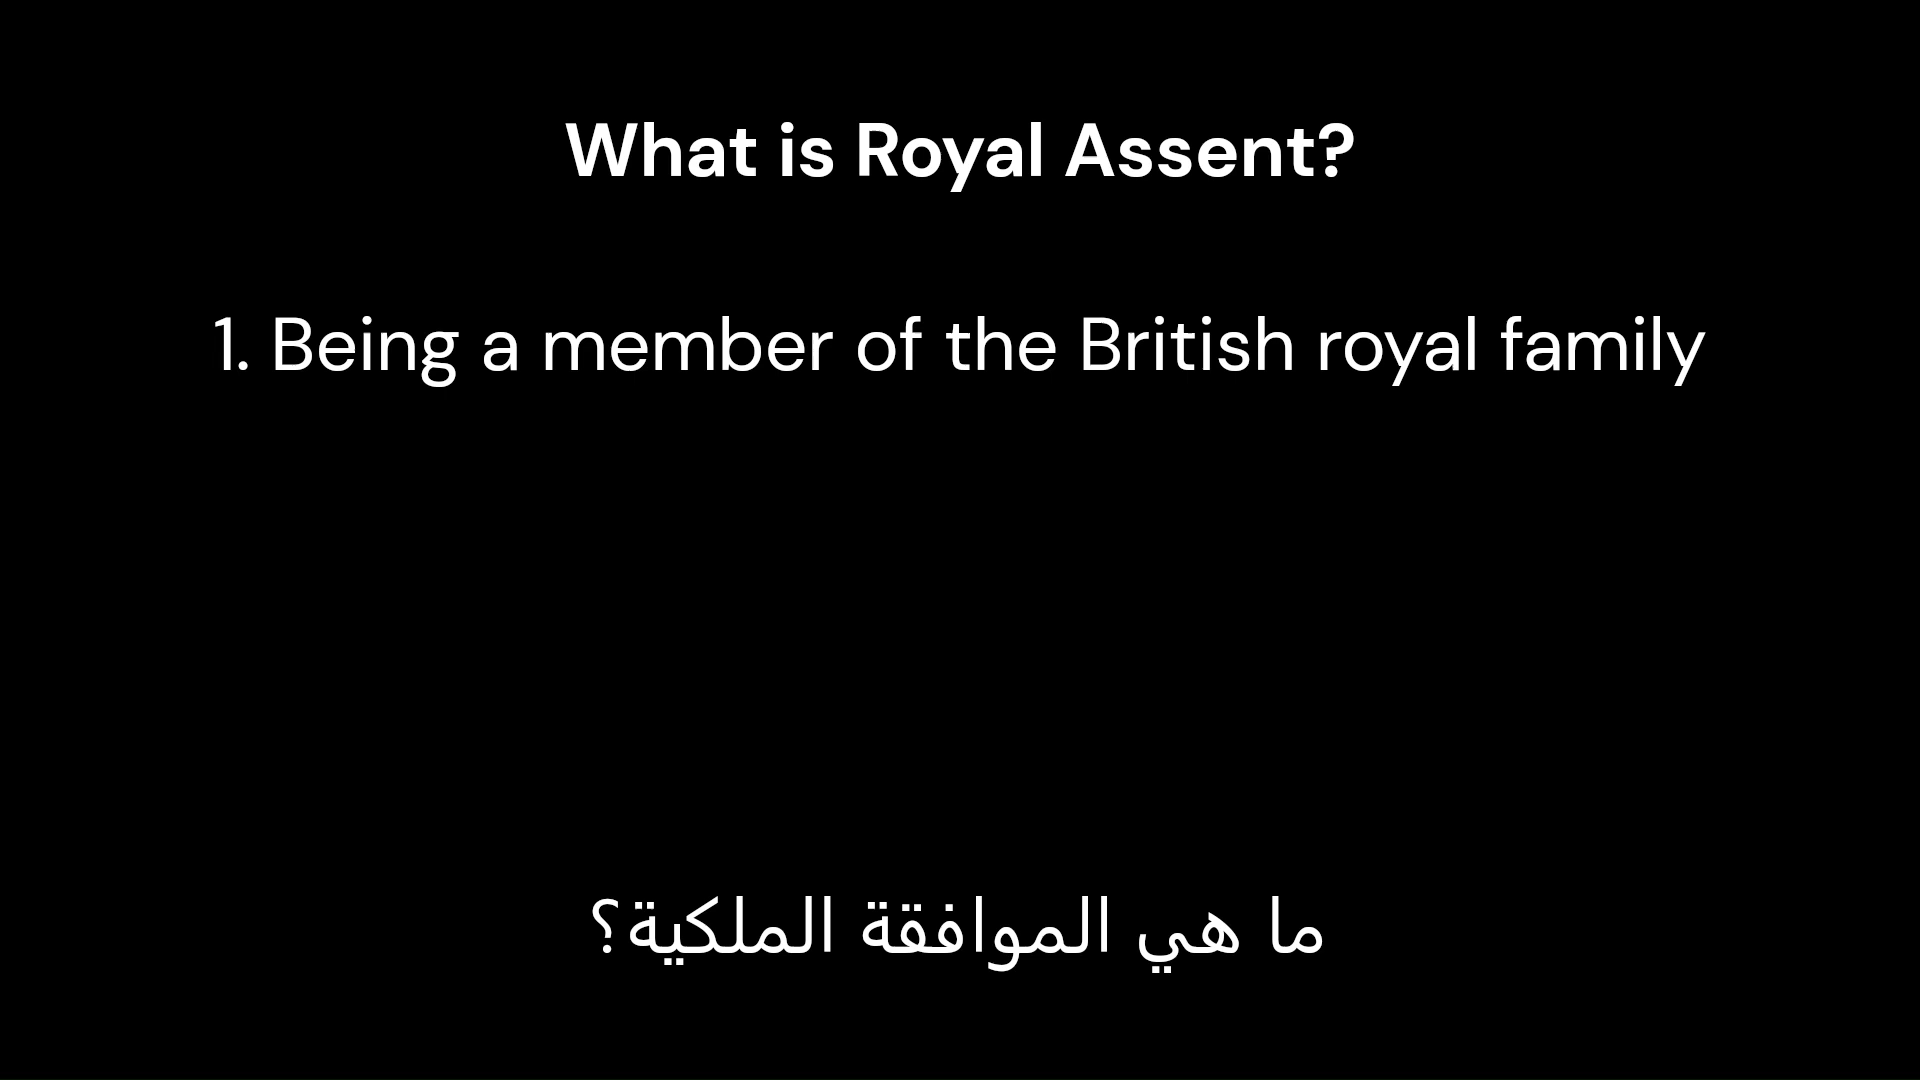 What is Royal Assent?
1. Being a member of the British royal family
ما هي الموافقة الملكية؟